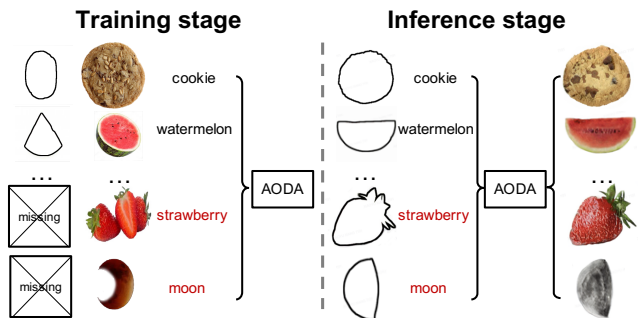 Training stage
Inference stage
cookie
cookie
watermelon
watermelon
...
...
...
...
...
AODA
AODA
missing
strawberry
strawberry
missing
moon
moon